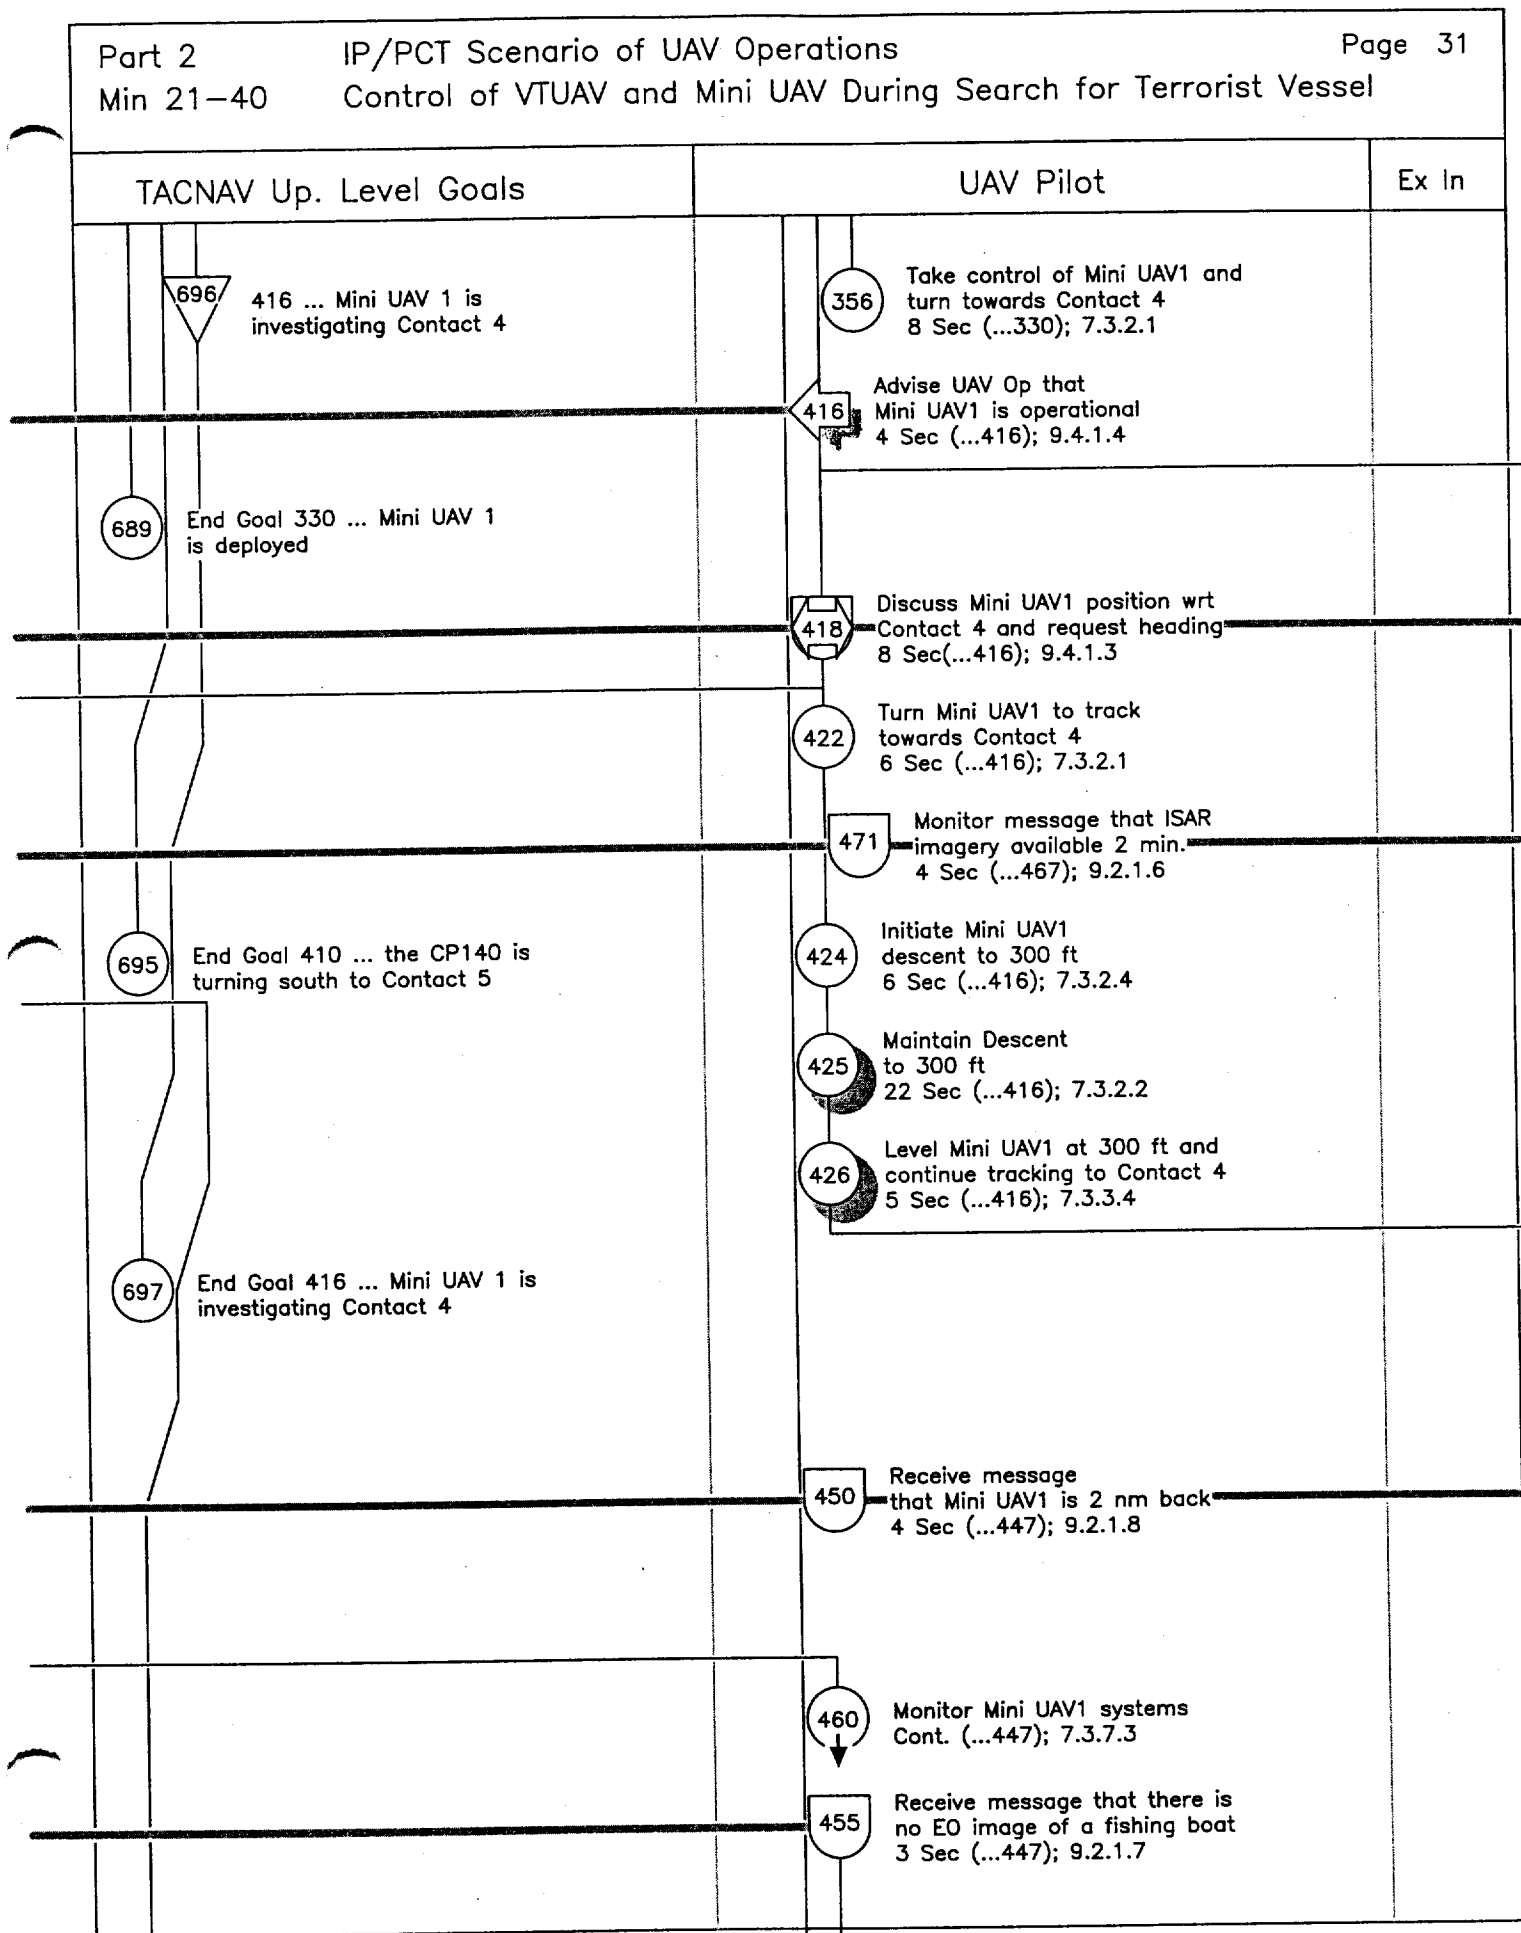 Part 2 IP/PCT Scenario of UAV Operations Page 31
Min 21-40 Control of VTUAV and Mini UAV During Search for Terrorist Vessel
TACNAV Up. Level Goals
UAV Pilot
Ex In
696
416 ... Mini UAV 1 is
investigating Contact 4
356
Take control of Mini UAV1 and
turn towards Contact 4
8 Sec (...330); 7.3.2.1
416
Advise UAV Op that
Mini UAV1 is operational
4 Sec (...416); 9.4.1.4
689
End Goal 330 ... Mini UAV 1
is deployed
418
Discuss Mini UAV1 position wrt
Contact 4 and request heading
8 Sec(...416); 9.4.1.3
422
Turn Mini UAV1 to track
towards Contact 4
6 Sec (...416); 7.3.2.1
471
Monitor message that ISAR
imagery available 2 min.
4 Sec (...467); 9.2.1.6
695
End Goal 410 ... the CP140 is
turning south to Contact 5
424
Initiate Mini UAV1
descent to 300 ft
6 Sec (...416); 7.3.2.4
425
Maintain Descent
to 300 ft
22 Sec (...416); 7.3.2.2
426
Level Mini UAV1 at 300 ft and
continue tracking to Contact 4
5 Sec (...416); 7.3.3.4
697
End Goal 416 ... Mini UAV 1 is
investigating Contact 4
450
Receive message
that Mini UAV1 is 2 nm back
4 Sec (...447); 9.2.1.8
460
Monitor Mini UAV1 systems
Cont. (...447); 7.3.7.3
455
Receive message that there is
no EO image of a fishing boat
3 Sec (...447); 9.2.1.7